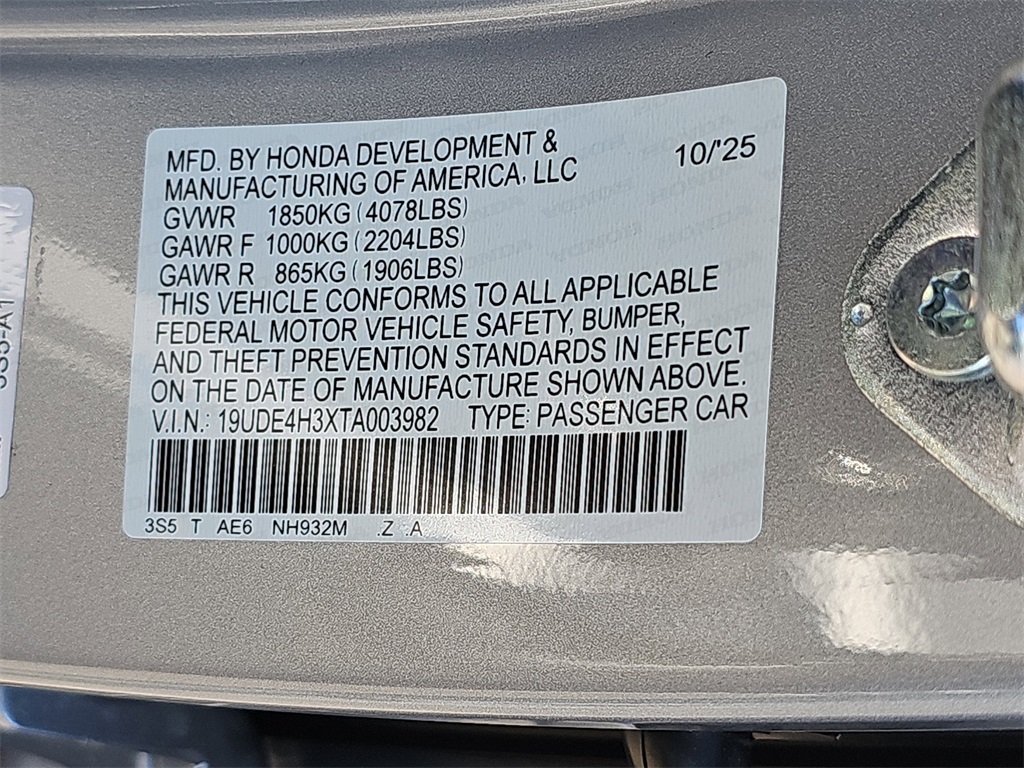 MFD. BY HONDA DEVELOPMENT & 10/'25
MANUFACTURING OF AMERICA, LLC
GVWR 1850KG (4078LBS)
GAWR F 1000KG (2204LBS)
GAWR R 865KG (1906LBS)
THIS VEHICLE CONFORMS TO ALL APPLICABLE
FEDERAL MOTOR VEHICLE SAFETY, BUMPER,
AND THEFT PREVENTION STANDARDS IN EFFECT
ON THE DATE OF MANUFACTURE SHOWN ABOVE.
V.I.N.: 19UDE4H3XTA003982 TYPE: PASSENGER CAR
3S5 T AE6 NH932M .Z .A